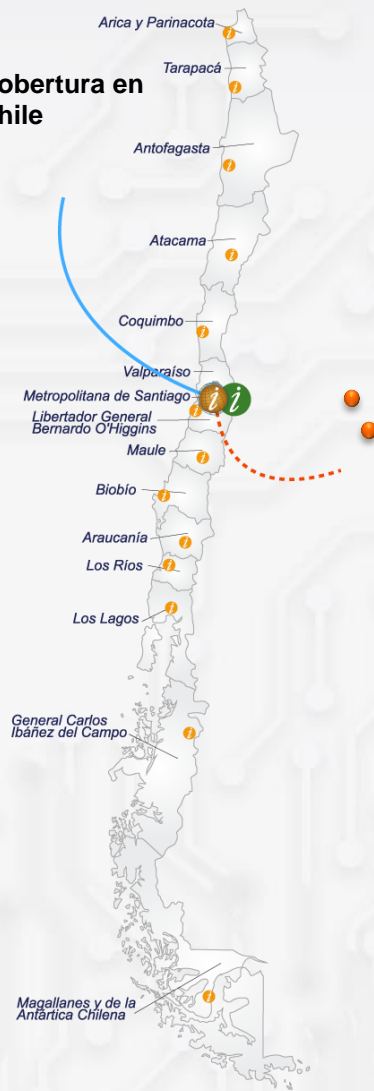 Arica y Parinacota
Tarapacá
obertura en
hile
Antofagasta
Atacama
Coquimbo
Valparaíso
Metropolitana de Santiago
i
i
Libertador General
Bernardo O'Higgins
Maule
Biobío
Araucanía
Los Ríos
Los Lagos
General Carlos
Ibáñez del Campo
Magallanes y de la
Antártica Chilena